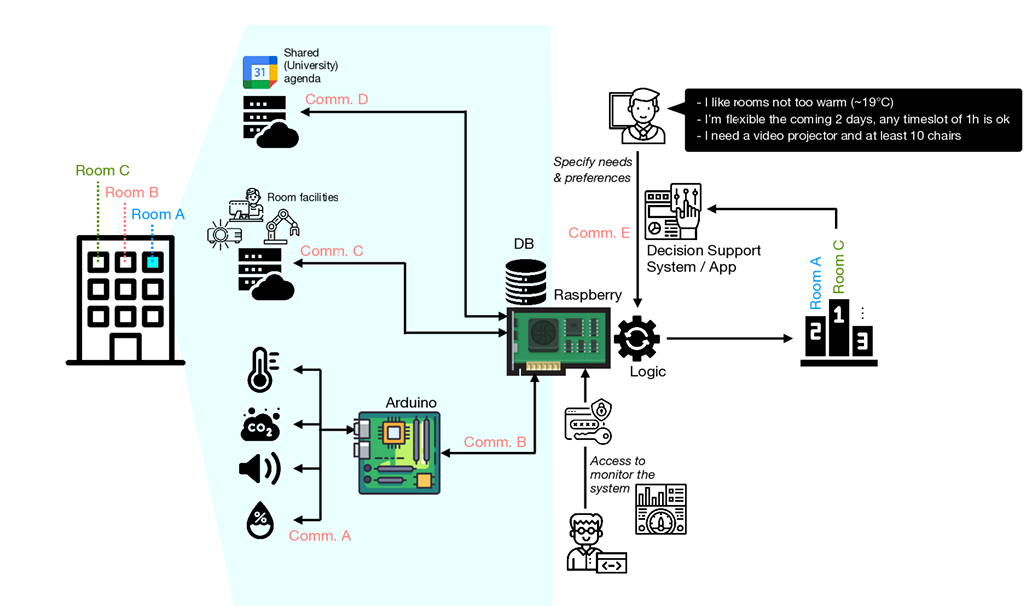 Shared
(University)
agenda
31
Comm. D
- I like rooms not too warm (~19°C)
- I'm flexible the coming 2 days, any timeslot of 1h is ok
- I need a video projector and at least 10 chairs
Specify needs
& preferences
Room C
Room B
Room A
Room facilities
Comm. C
Comm. E
DB
Decision Support
System / App
Raspberry
Room A
Room C
...
1
2
3
Logic
Arduino
CO2
Comm. B
****
Access to
monitor the
system
%
Comm. A
<->